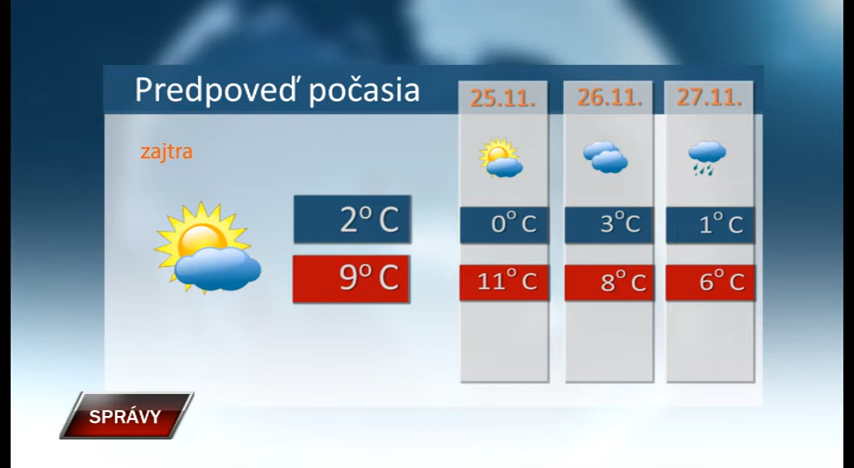 Predpoveď počasia
zajtra
2° C
9° C
25.11.
0° C
11° C
26.11.
3°C
8° C
27.11.
1° C
6° C
SPRÁVY